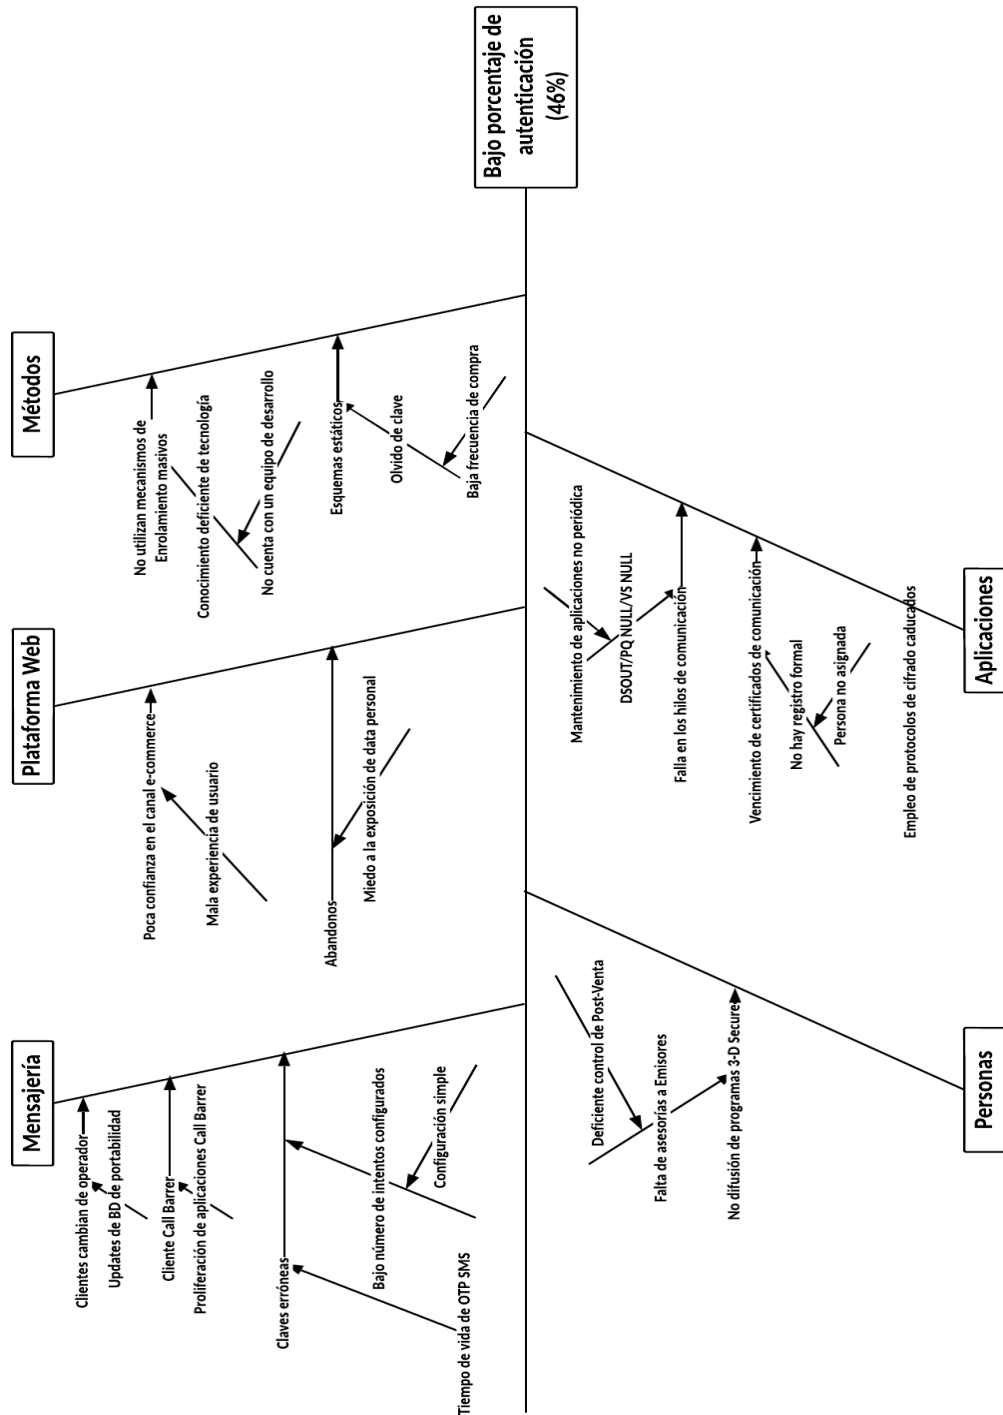 Mensajería
Clientes cambian de operador
Updates de BD de portabilidad
Cliente Call Barrer
Proliferación de aplicaciones Call Barrer
Claves erróneas
Bajo número de intentos configurados
Configuración simple
Tiempo de vida de OTP SMS
Plataforma Web
Poca confianza en el canal e-commerce
Mala experiencia de usuario
Abandonos
Miedo a la exposición de data personal
Métodos
No utilizan mecanismos de
Enrolamiento masivos
Conocimiento deficiente de tecnología
No cuenta con un equipo de desarrollo
Esquemas estáticos
Olvido de clave
Baja frecuencia de compra
Bajo porcentaje de
autenticación
(46%)
Deficiente control de Post-Venta
Falta de asesorías a Emisores
No difusión de programas 3-D Secure
Personas
Mantenimiento de aplicaciones no periódica
DSOUT/PQ NULL/VS NULL
Falla en los hilos de comunicación
Vencimiento de certificados de comunicación
No hay registro formal
Persona no asignada
Empleo de protocolos de cifrado caducados
Aplicaciones